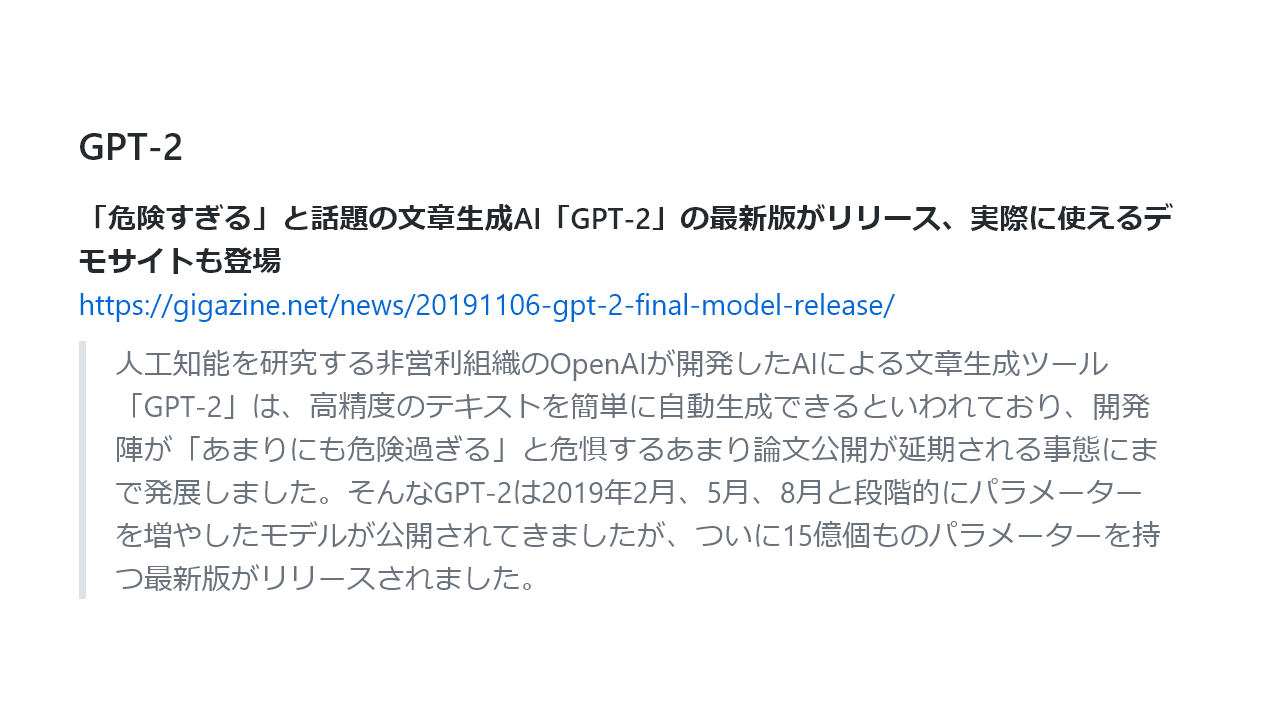 GPT-2
「危険すぎる」と話題の文章生成AI「GPT-2」の最新版がリリース、実際に使えるデ
モサイトも登場
https://gigazine.net/news/20191106-gpt-2-final-model-release/
人工知能を研究する非営利組織のOpenAIが開発したAIによる文章生成ツール
「GPT-2」は、高精度のテキストを簡単に自動生成できるといわれており、開発
陣が「あまりにも危険過ぎる」と危惧するあまり論文公開が延期される事態にま
で発展しました。そんなGPT-2は2019年2月、5月、8月と段階的にパラメーター
を増やしたモデルが公開されてきましたが、ついに15億個ものパラメーターを持
つ最新版がリリースされました。